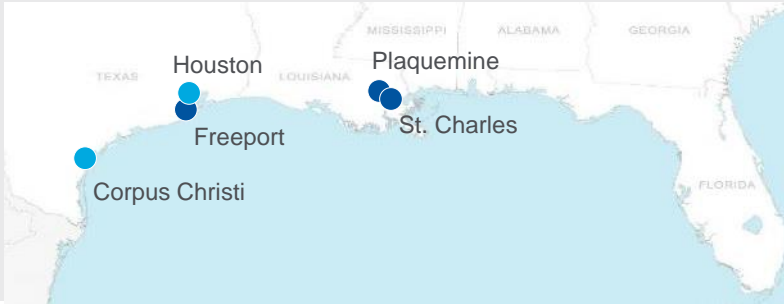 MISSISSIPPI
ALABAMA
GEORGIA
Houston
Plaquemine
TEXAS
LOUISIANA
St. Charles
Freeport
Corpus Christi
FLORIDA